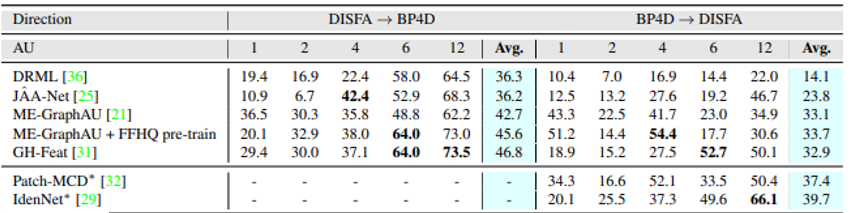 Direction DISFA → BP4D BP4D → DISFA
AU 1 2 4 6 12 Avg. 1 2 4 6 12 Avg.
DRML [36] 19.4 16.9 22.4 58.0 64.5 36.3 10.4 7.0 16.9 14.4 22.0 14.1
JÂA-Net [25] 10.9 6.7 42.4 52.9 68.3 36.2 12.5 13.2 27.6 19.2 46.7 23.8
ME-GraphAU [21] 36.5 30.3 35.8 48.8 62.2 42.7 43.3 22.5 41.7 23.0 34.9 33.1
ME-GraphAU + FFHQ pre-train 20.1 32.9 38.0 64.0 73.0 45.6 51.2 14.4 54.4 17.7 30.6 33.7
GH-Feat [31] 29.4 30.0 37.1 64.0 73.5 46.8 18.9 15.2 27.5 52.7 50.1 32.9
Patch-MCD* [32] - - - - - - 34.3 16.6 52.1 33.5 50.4 37.4
IdenNet* [29] - - - - - - 20.1 25.5 37.3 49.6 66.1 39.7